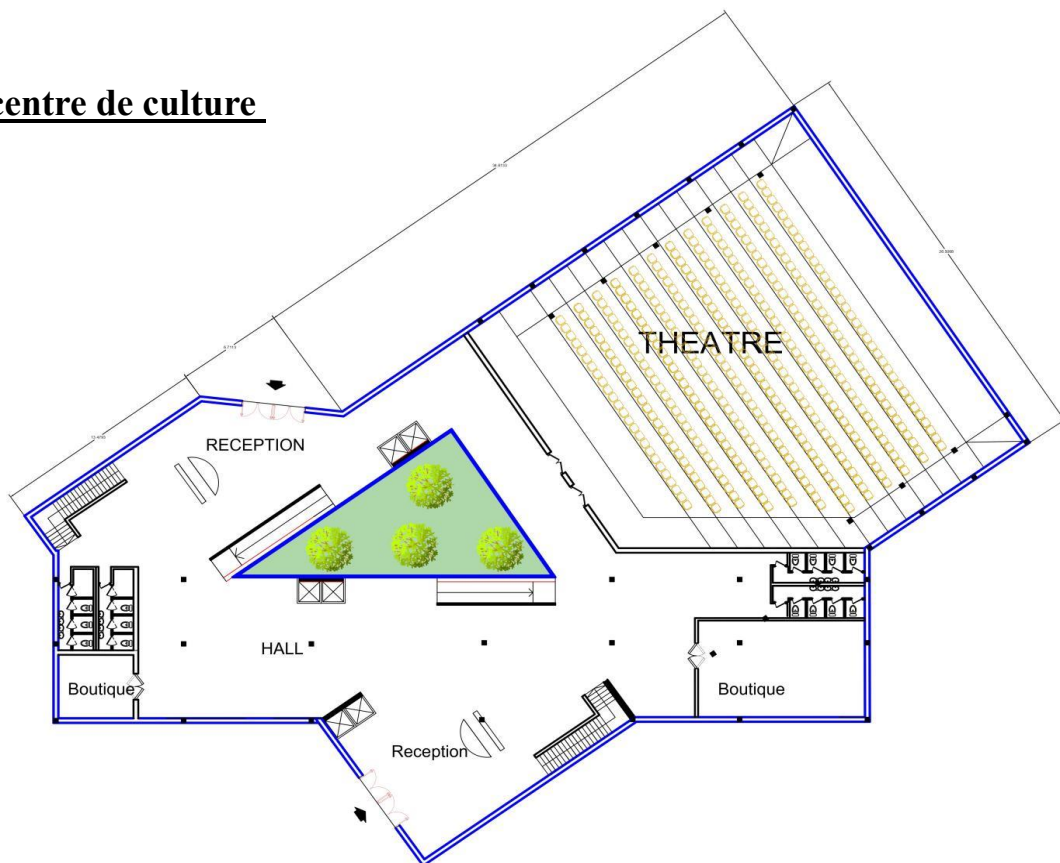 centre de culture
THEATRE
RECEPTION
HALL
Boutique
Boutique
Reception